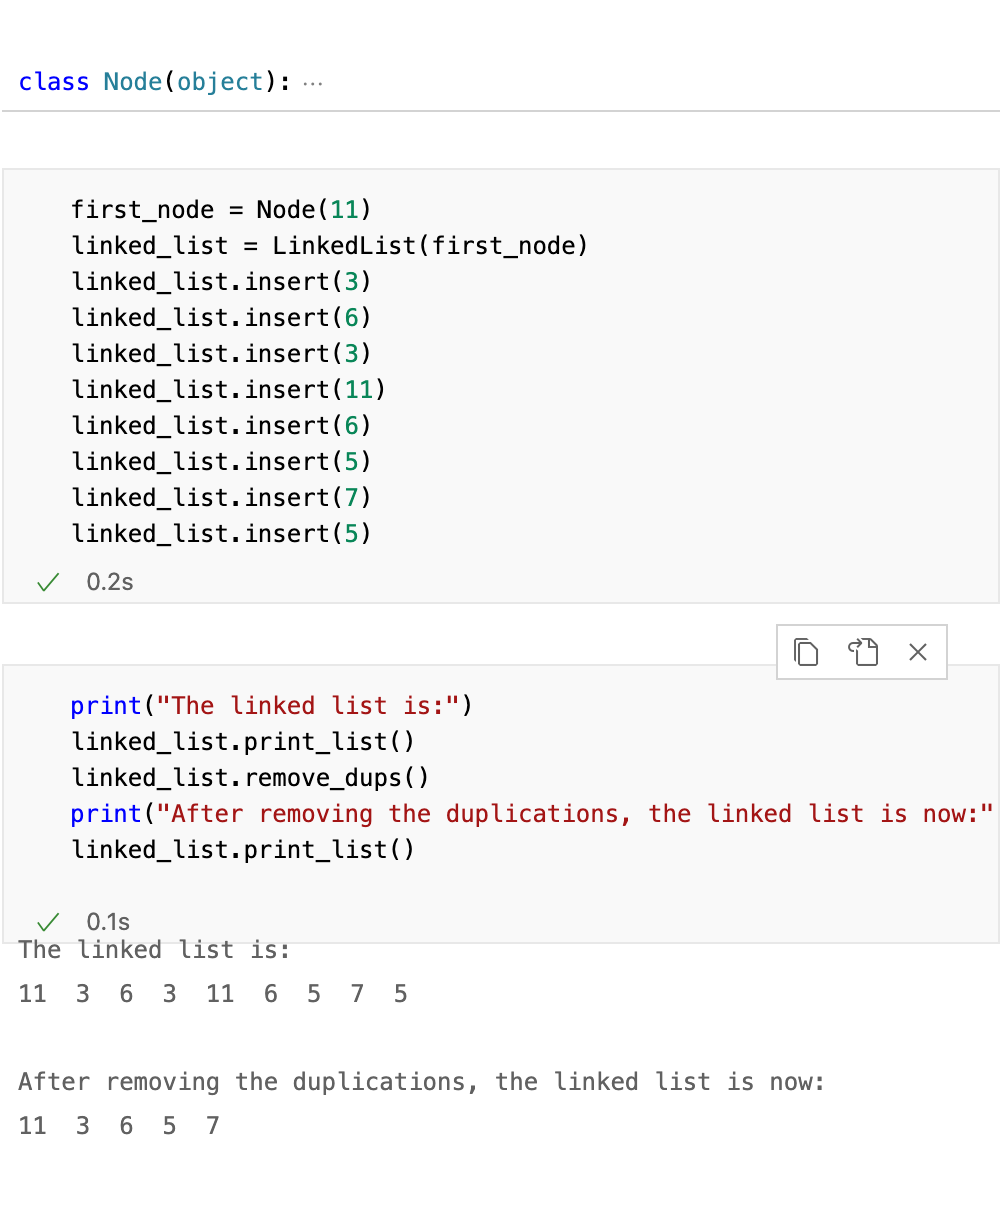 class Node(object): ...
first_node = Node(11)
linked_list = LinkedList(first_node)
linked_list.insert(3)
linked_list.insert(6)
linked_list.insert(3)
linked_list.insert(11)
linked_list.insert(6)
linked_list.insert(5)
linked_list.insert(7)
linked_list.insert(5)
0.2s
print("The linked list is:")
linked_list.print_list()
linked_list.remove_dups()
print("After removing the duplications, the linked list is now:"
linked_list.print_list()
0.1s
The linked list is:
11  3  6  3  11  6  5  7  5
After removing the duplications, the linked list is now:
11  3  6  5  7